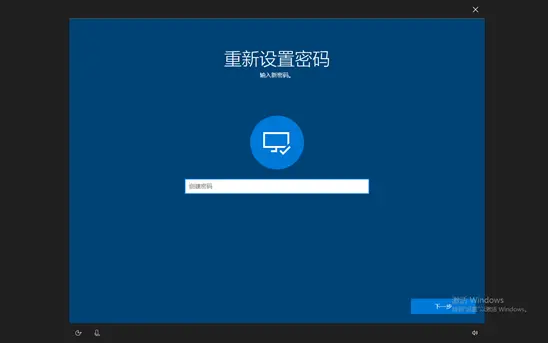 重新设置密码
输入新密码。
创建密码
下一步
激活 Windows
转到"设置"以激活 Windows。